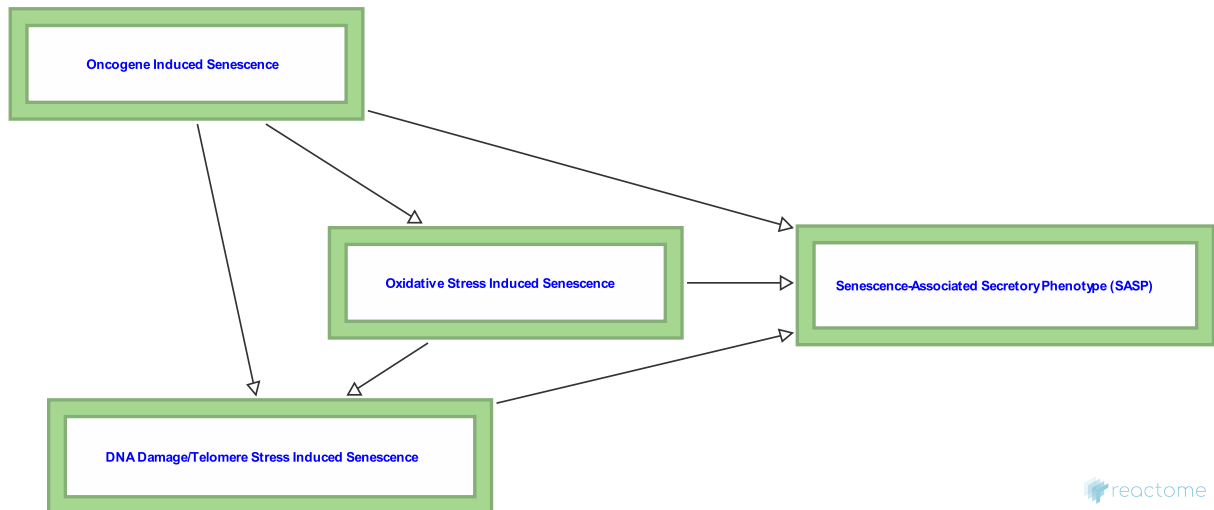 Oncogene Induced Senescence
Oxidative Stress Induced Senescence
Senescence-Associated Secretory Phenotype (SASP)
DNA Damage/Telomere Stress Induced Senescence
reactome